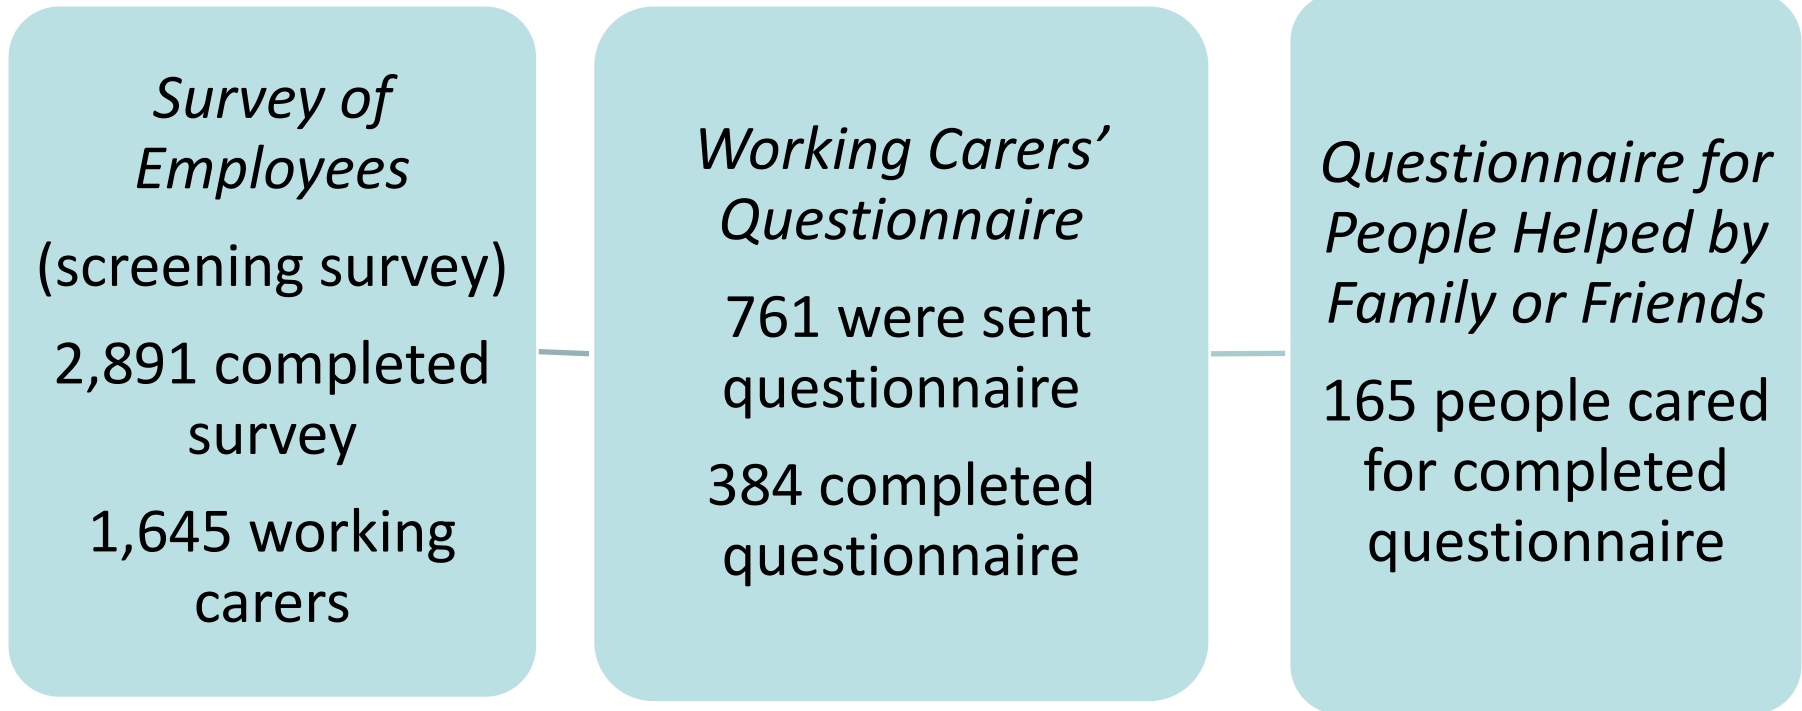 Survey of
Employees
(screening survey)
2,891 completed
survey
1,645 working
carers
Working Carers’
Questionnaire
761 were sent
questionnaire
384 completed
questionnaire
Questionnaire for
People Helped by
Family or Friends
165 people cared
for completed
questionnaire